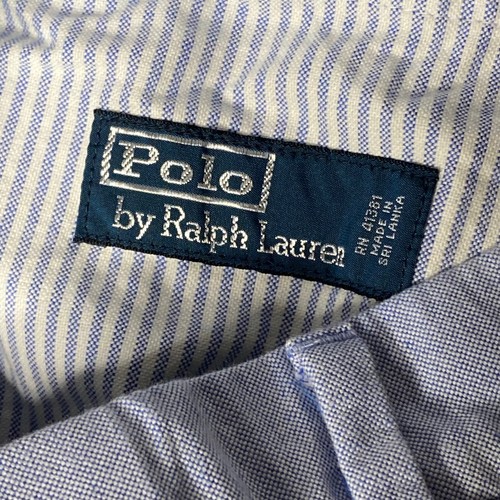 Polo
by Ralph Lauren
RN 41381
MADE IN
SRI LANKA